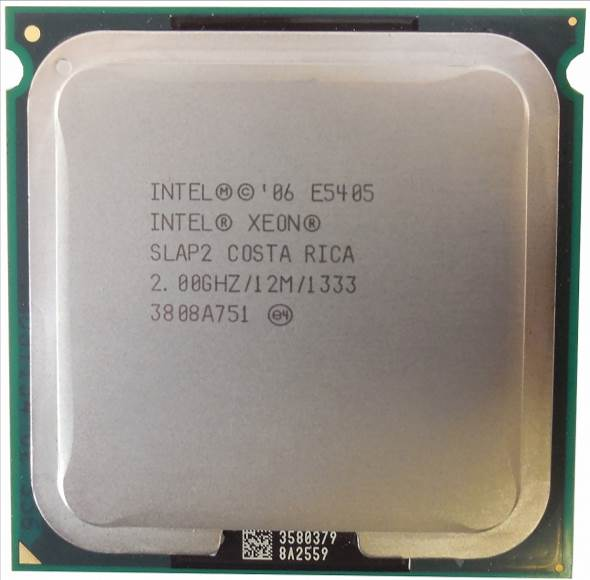 INTEL Ⓜ © '06 E5405
INTEL® XEON®
SLAP2 COSTA RICA
2.00GHZ/12M/1333
3808A751 e4
3580379
8A2559